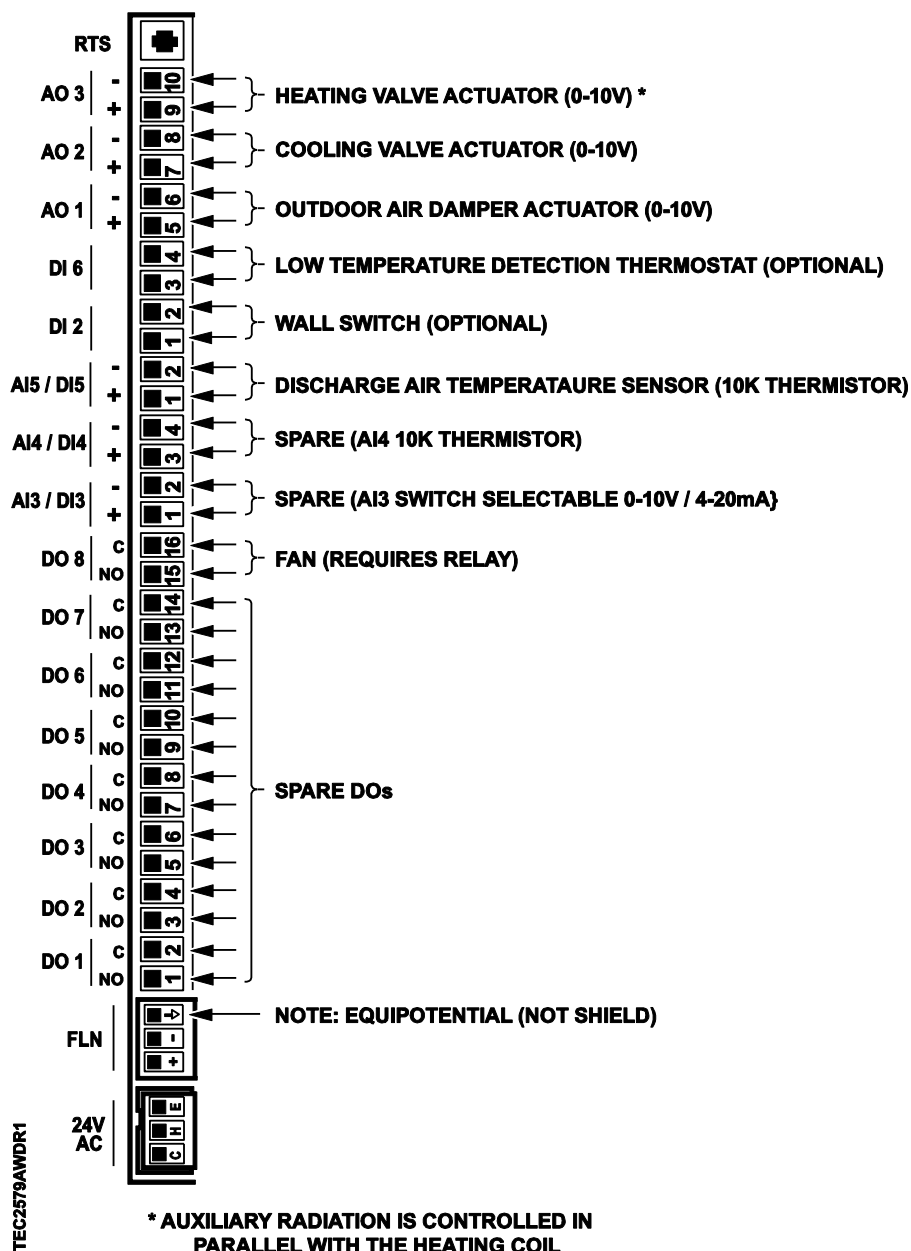 RTS
AO 3 - 10 HEATING VALVE ACTUATOR (0-10V) *
+ 9
AO 2 - 8 COOLING VALVE ACTUATOR (0-10V)
+ 7
AO 1 - 6 OUTDOOR AIR DAMPER ACTUATOR (0-10V)
+ 5
DI 6 4 LOW TEMPERATURE DETECTION THERMOSTAT (OPTIONAL)
3
DI 2 2 WALL SWITCH (OPTIONAL)
1
AI5 / DI5 - 2 DISCHARGE AIR TEMPERATAURE SENSOR (10K THERMISTOR)
+ 1
AI4 / DI4 - 4 SPARE (AI4 10K THERMISTOR)
+ 3
AI3 / DI3 - 2 SPARE (AI3 SWITCH SELECTABLE 0-10V / 4-20mA}
+ 1
DO 8 C 16 FAN (REQUIRES RELAY)
NO 15
DO 7 C 14
NO 13
DO 6 C 12
NO 11
DO 5 C 10
NO 9
DO 4 C 8 SPARE DOs
NO 7
DO 3 C 6
NO 5
DO 2 C 4
NO 3
DO 1 C 2
NO 1
NOTE: EQUIPOTENTIAL (NOT SHIELD)
FLN -
+
E
24V H
AC C
TEC2579AWDR1
* AUXILIARY RADIATION IS CONTROLLED IN
PARALLEL WITH THE HEATING COIL